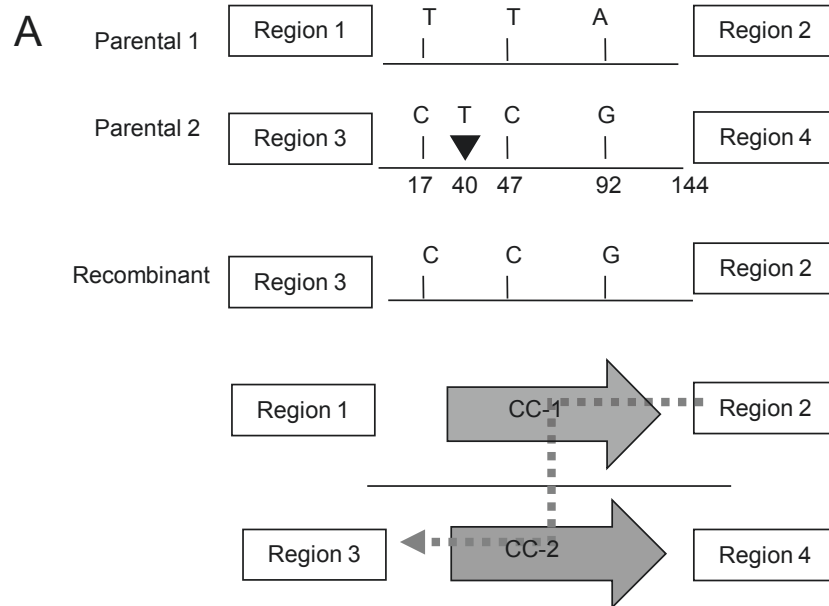 A
T T A
Parental 1 Region 1 Region 2
C T C G
Parental 2 Region 3 Region 4
17 40 47 92 144
C C G
Recombinant Region 3 Region 2
Region 1 CC-1 Region 2
Region 3 CC-2 Region 4